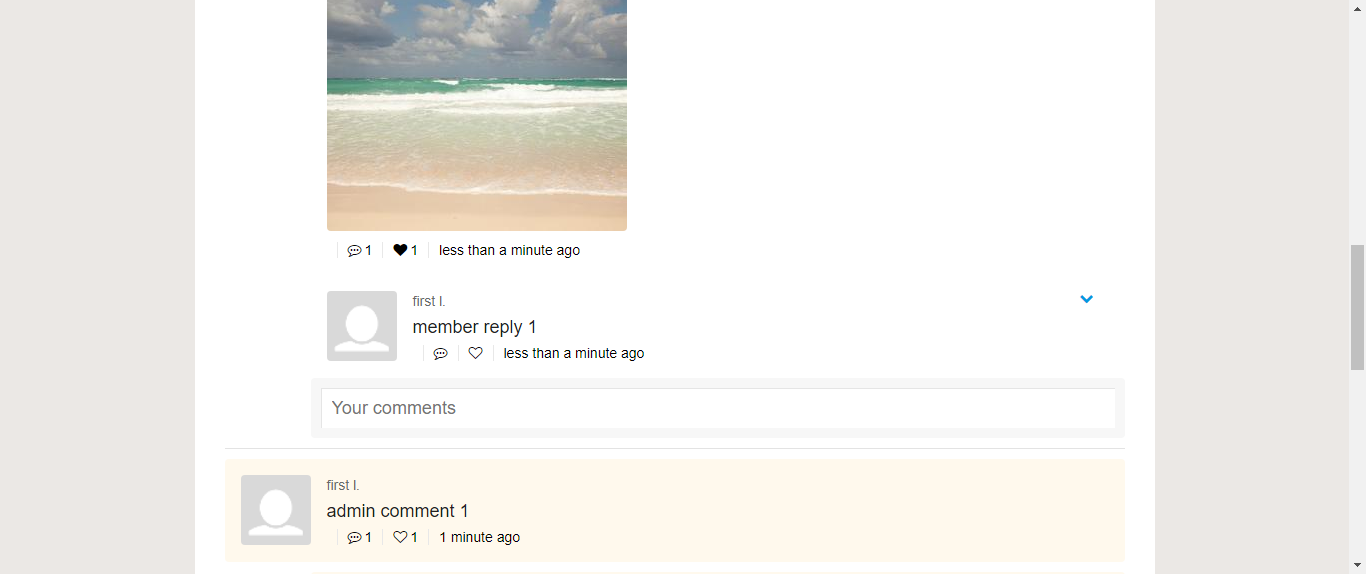 1 1 less than a minute ago
first l.
member reply 1
less than a minute ago
Your comments
first l.
admin comment 1
1 1 1 minute ago